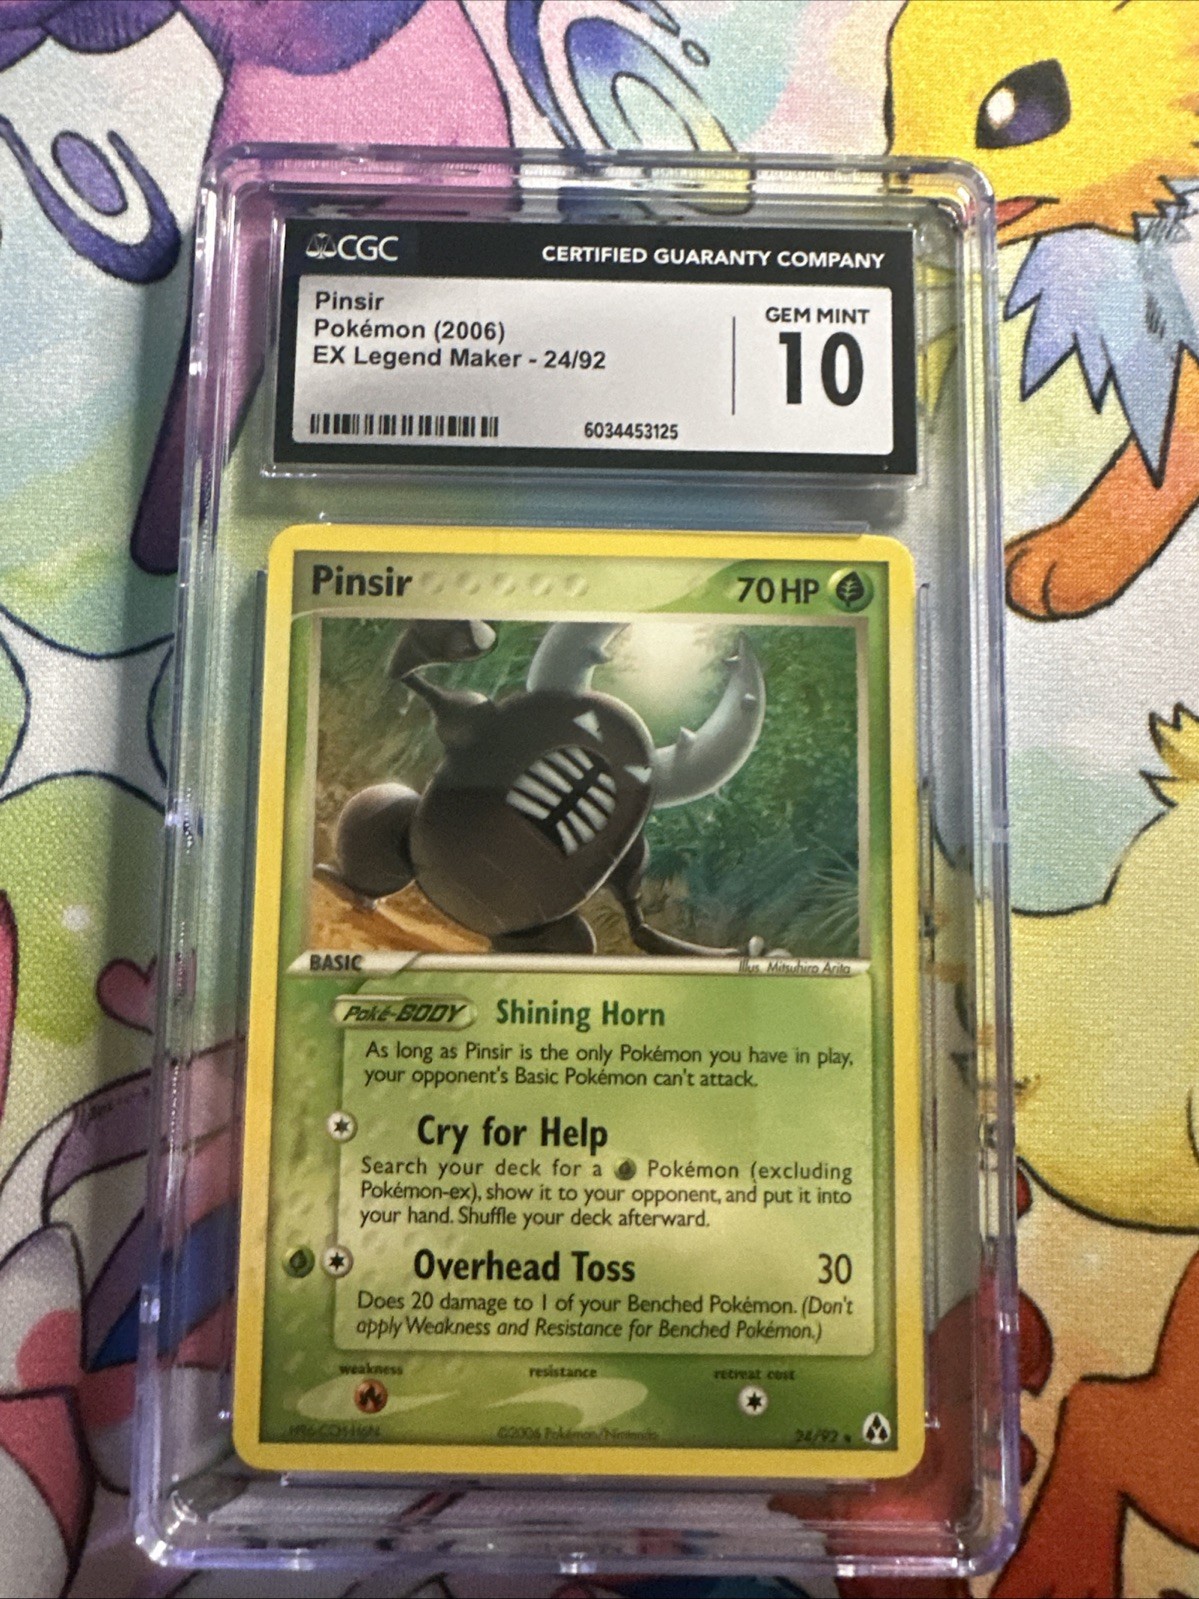 CGC CERTIFIED GUARANTY COMPANY
Pinsir
Pokémon (2006)
EX Legend Maker - 24/92
GEM MINT
10
6034453125
Pinsir 70 HP
BASIC
Illus. Mitsuhiro Arita
Poké-BODY Shining Horn
As long as Pinsir is the only Pokémon you have in play,
your opponent's Basic Pokémon can't attack.
Cry for Help
Search your deck for a Pokémon (excluding
Pokémon-ex), show it to your opponent, and put it into
your hand. Shuffle your deck afterward.
Overhead Toss 30
Does 20 damage to 1 of your Benched Pokémon. (Don't
apply Weakness and Resistance for Benched Pokémon.)
weakness resistance retreat cost
©2006 Pokémon/Nintendo 24/92